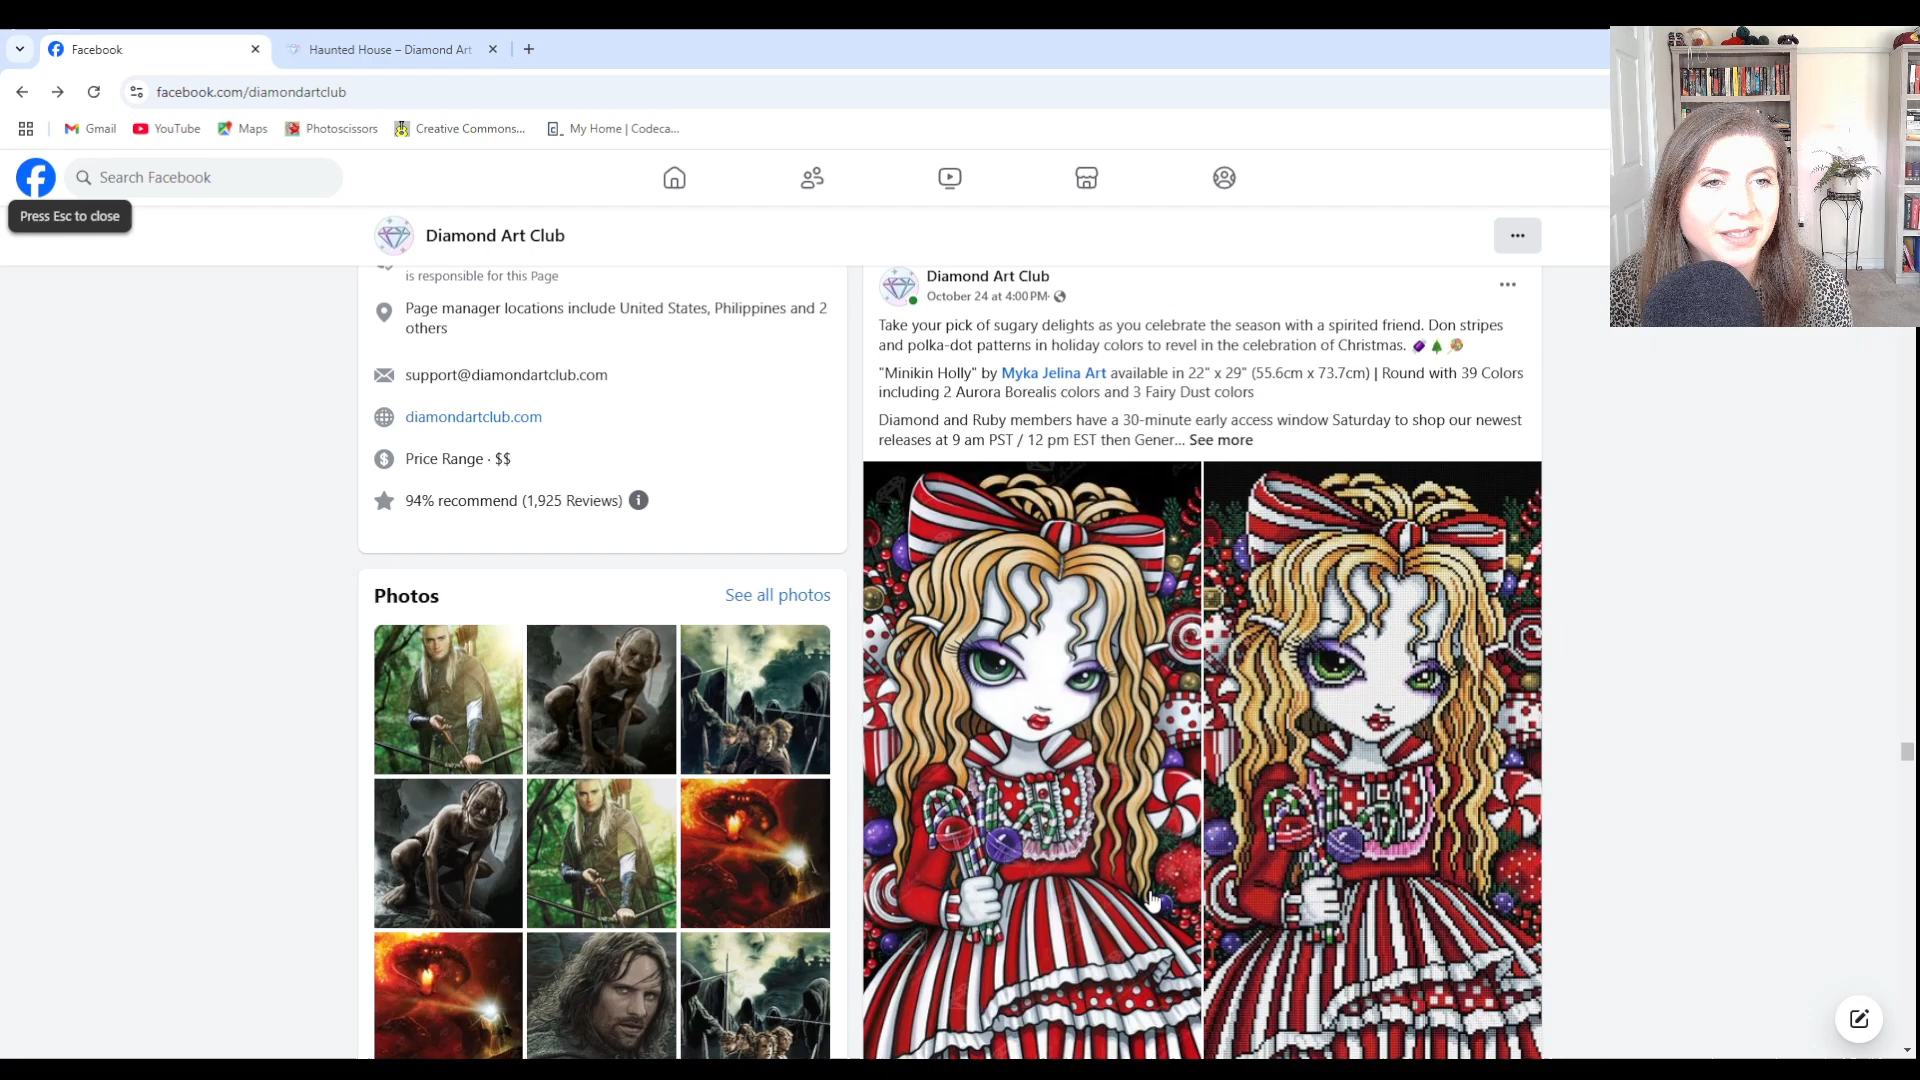 Facebook
Haunted House – Diamond Art
facebook.com/diamondartclub
Gmail
YouTube
Maps
Photoscissors
Creative Commons...
My Home | Codeca...
Search Facebook
Press Esc to close
Diamond Art Club
is responsible for this Page
Page manager locations include United States, Philippines and 2
others
support@diamondartclub.com
diamondartclub.com
Price Range · $$
94% recommend (1,925 Reviews)
Photos
See all photos
Diamond Art Club
October 24 at 4:00 PM ·
Take your pick of sugary delights as you celebrate the season with a spirited friend. Don stripes
and polka-dot patterns in holiday colors to revel in the celebration of Christmas. 🍬🎄🍭
"Minikin Holly" by Myka Jelina Art available in 22" x 29" (55.6cm x 73.7cm) | Round with 39 Colors
including 2 Aurora Borealis colors and 3 Fairy Dust colors
Diamond and Ruby members have a 30-minute early access window Saturday to shop our newest
releases at 9 am PST / 12 pm EST then Gener... See more